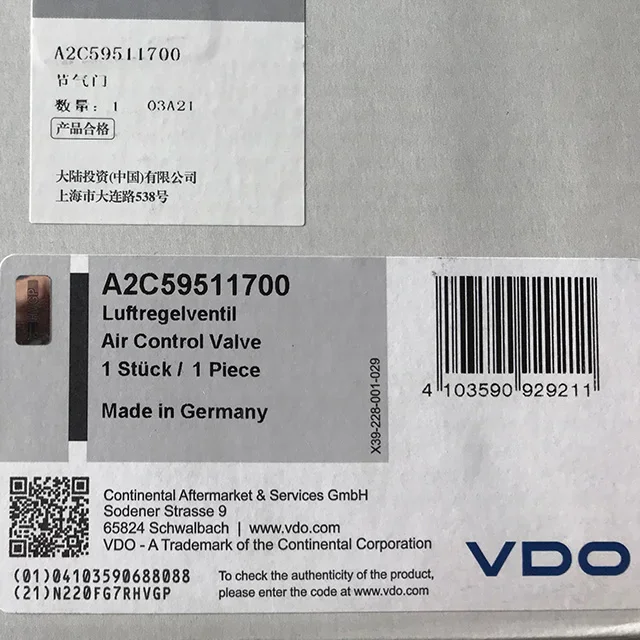 A2C59511700
节气门
数量： 1 03A21
产品合格
大陆投资(中国)有限公司
上海市大连路538号
A2C59511700
Luftregelventil
Air Control Valve
1 Stück / 1 Piece
Made in Germany
X39-228-001-029
4 103590 929211
Continental Aftermarket & Services GmbH
Sodener Strasse 9
65824 Schwalbach | www.vdo.com
VDO - A Trademark of the Continental Corporation
(01)04103590688088
(21)N220FG7RHVGP
To check the authenticity of the product,
please enter the code at www.vdo.com
VDO